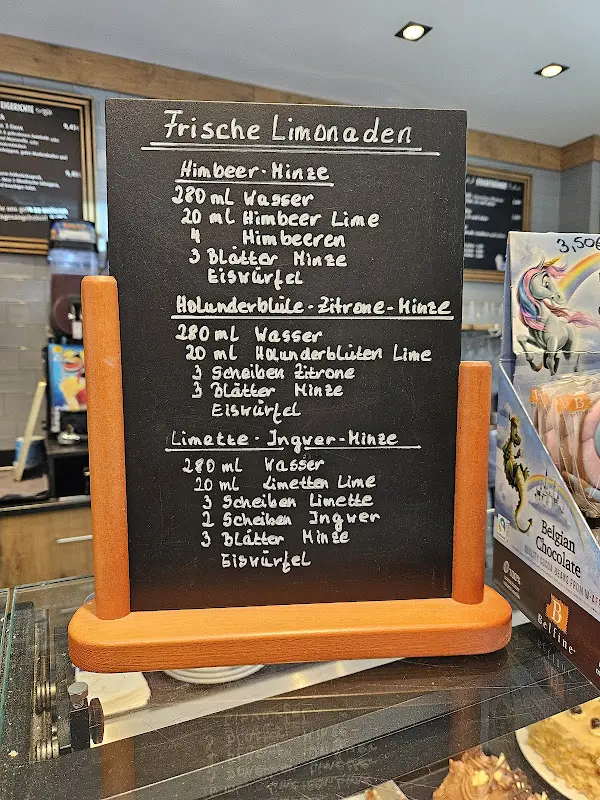 Frische Limonaden
Himbeer-Minze
280 ml Wasser
20 ml Himbeer Lime
4 Himbeeren
3 Blätter Minze
Eiswürfel
Holunderblüte-Zitrone-Minze
280 ml Wasser
20 ml Holunderblüten Lime
3 Scheiben Zitrone
3 Blätter Minze
Eiswürfel
Limette-Ingwer-Minze
280 ml Wasser
20 ml Limetten Lime
3 Scheiben Limette
2 Scheiben Ingwer
3 Blätter Minze
Eiswürfel
3,50€
Belgian
Chocolate
B
Belfine